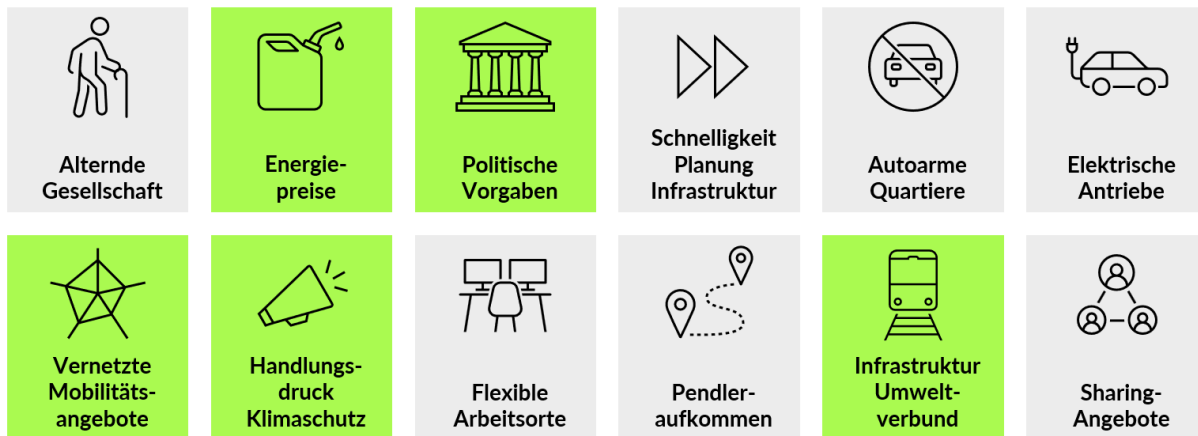 Alternde
Gesellschaft
Energie-
preise
Politische
Vorgaben
Schnelligkeit
Planung
Infrastruktur
Autoarme
Quartiere
Elektrische
Antriebe
Vernetzte
Mobilitäts-
angebote
Handlungs-
druck
Klimaschutz
Flexible
Arbeitsorte
Pendler-
aufkommen
Infrastruktur
Umwelt-
verbund
Sharing-
Angebote